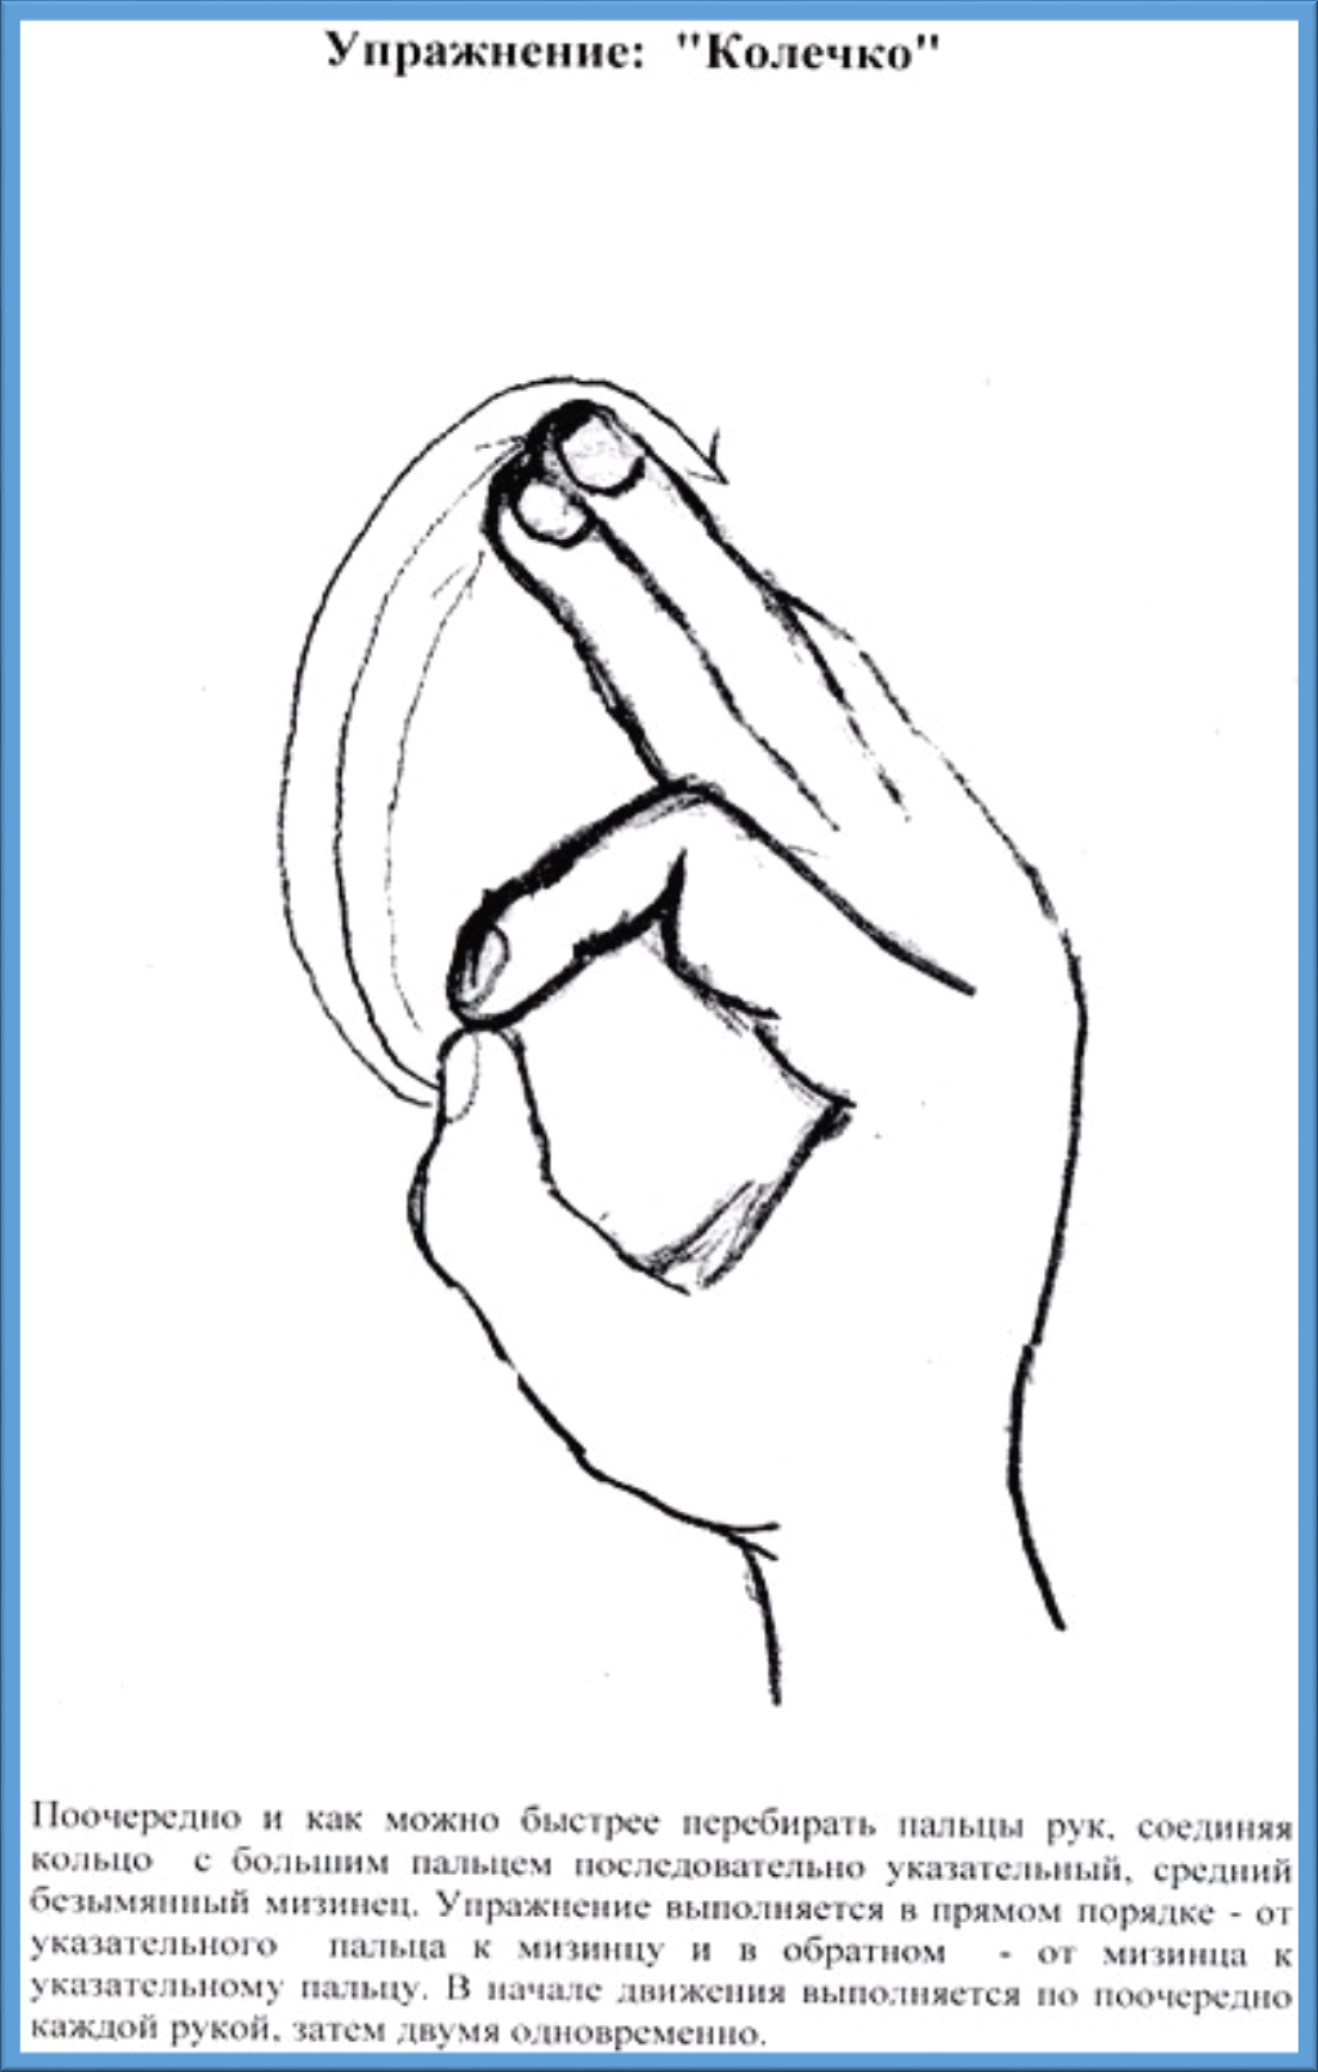 Упражнение: "Колечко"
Поочередно и как можно быстрее перебирать пальцы рук, соединяя
кольцо с большим пальцем последовательно указательный, средний
безымянный мизинец. Упражнение выполняется в прямом порядке - от
указательного пальца к мизинцу и в обратном - от мизинца к
указательному пальцу. В начале движения выполняется по поочередно
каждой рукой, затем двумя одновременно.